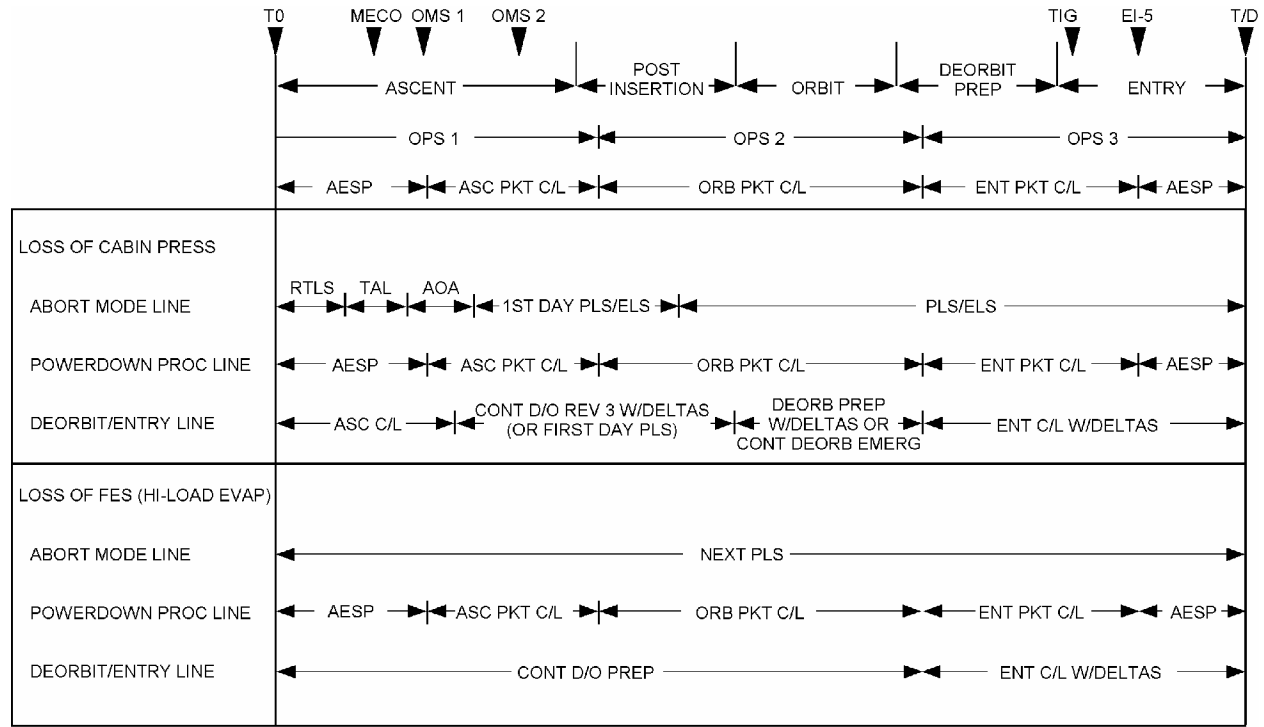 T0 MECO OMS 1 OMS 2 TIG EI-5 T/D
ASCENT POST INSERTION ORBIT DEORBIT PREP ENTRY
OPS 1 OPS 2 OPS 3
AESP ASC PKT C/L ORB PKT C/L ENT PKT C/L AESP
LOSS OF CABIN PRESS
ABORT MODE LINE RTLS TAL AOA 1ST DAY PLS/ELS PLS/ELS
POWERDOWN PROC LINE AESP ASC PKT C/L ORB PKT C/L ENT PKT C/L AESP
DEORBIT/ENTRY LINE ASC C/L CONT D/O REV 3 W/DELTAS (OR FIRST DAY PLS) DEORB PREP W/DELTAS OR CONT DEORB EMERG ENT C/L W/DELTAS
LOSS OF FES (HI-LOAD EVAP)
ABORT MODE LINE NEXT PLS
POWERDOWN PROC LINE AESP ASC PKT C/L ORB PKT C/L ENT PKT C/L AESP
DEORBIT/ENTRY LINE CONT D/O PREP ENT C/L W/DELTAS